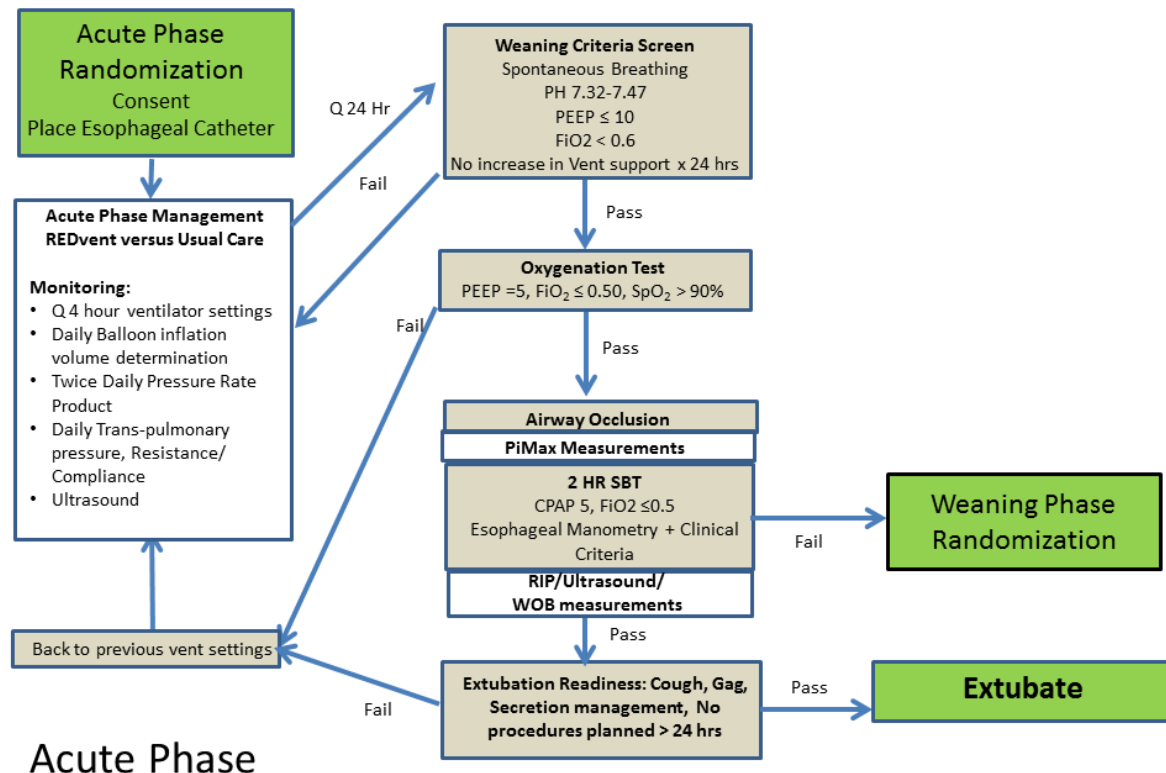 Acute Phase
Randomization
Consent
Place Esophageal Catheter
Q 24 Hr
Fail
Weaning Criteria Screen
Spontaneous Breathing
PH 7.32-7.47
PEEP ≤ 10
FiO2 < 0.6
No increase in Vent support x 24 hrs
Pass
Acute Phase Management
REDvent versus Usual Care
Monitoring:
• Q 4 hour ventilator settings
• Daily Balloon inflation
volume determination
• Twice Daily Pressure Rate
Product
• Daily Trans-pulmonary
pressure, Resistance/
Compliance
• Ultrasound
Oxygenation Test
PEEP =5, FiO₂ ≤ 0.50, SpO₂ > 90%
Fail
Pass
Airway Occlusion
PiMax Measurements
2 HR SBT
CPAP 5, FiO2 ≤0.5
Esophageal Manometry + Clinical
Criteria
RIP/Ultrasound/
WOB measurements
Fail
Weaning Phase
Randomization
Pass
Back to previous vent settings
Fail
Extubation Readiness: Cough, Gag,
Secretion management, No
procedures planned > 24 hrs
Pass
Extubate
Acute Phase